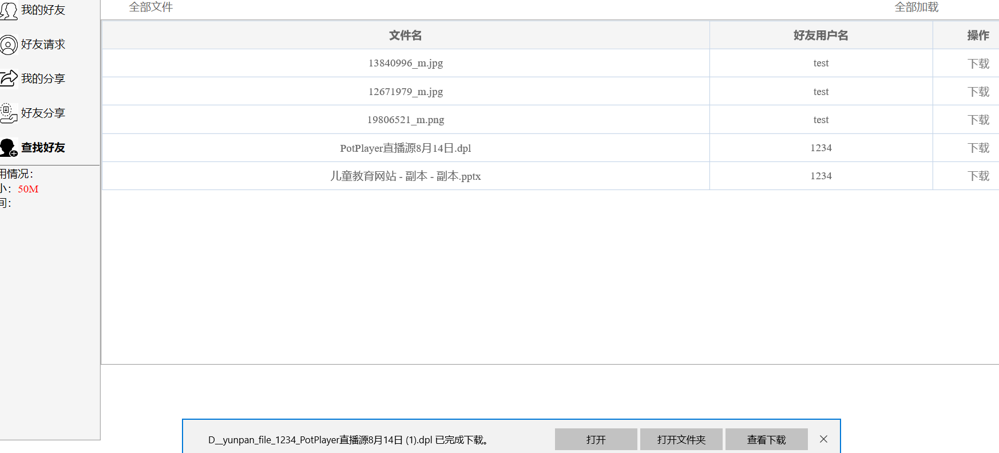 我的好友
好友请求
我的分享
好友分享
查找好友
用情况：
小：50M
间：
全部文件 全部加载
文件名 好友用户名 操作
13840996_m.jpg test 下载
12671979_m.jpg test 下载
19806521_m.png test 下载
PotPlayer直播源8月14日.dpl 1234 下载
儿童教育网站 - 副本 - 副本.pptx 1234 下载
D__yunpan_file_1234_PotPlayer直播源8月14日 (1).dpl 已完成下载。 打开 打开文件夹 查看下载